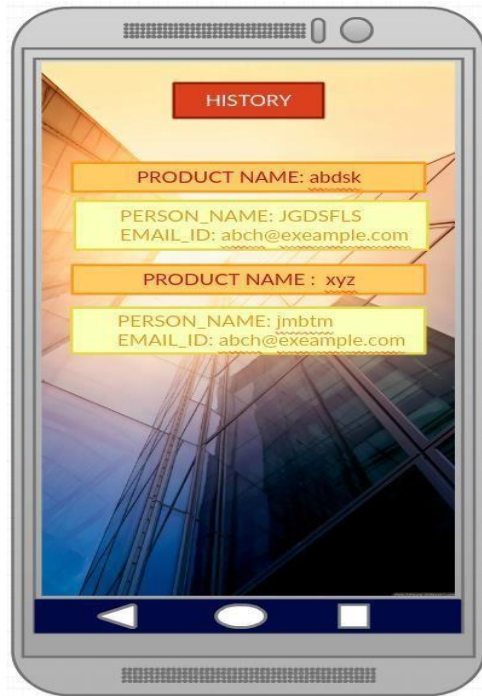 HISTORY
PRODUCT NAME: abdsk
PERSON_NAME: JGDSFLS
EMAIL_ID: abch@exeample.com
PRODUCT NAME : xyz
PERSON_NAME: jmbtm
EMAIL_ID: abch@exeample.com